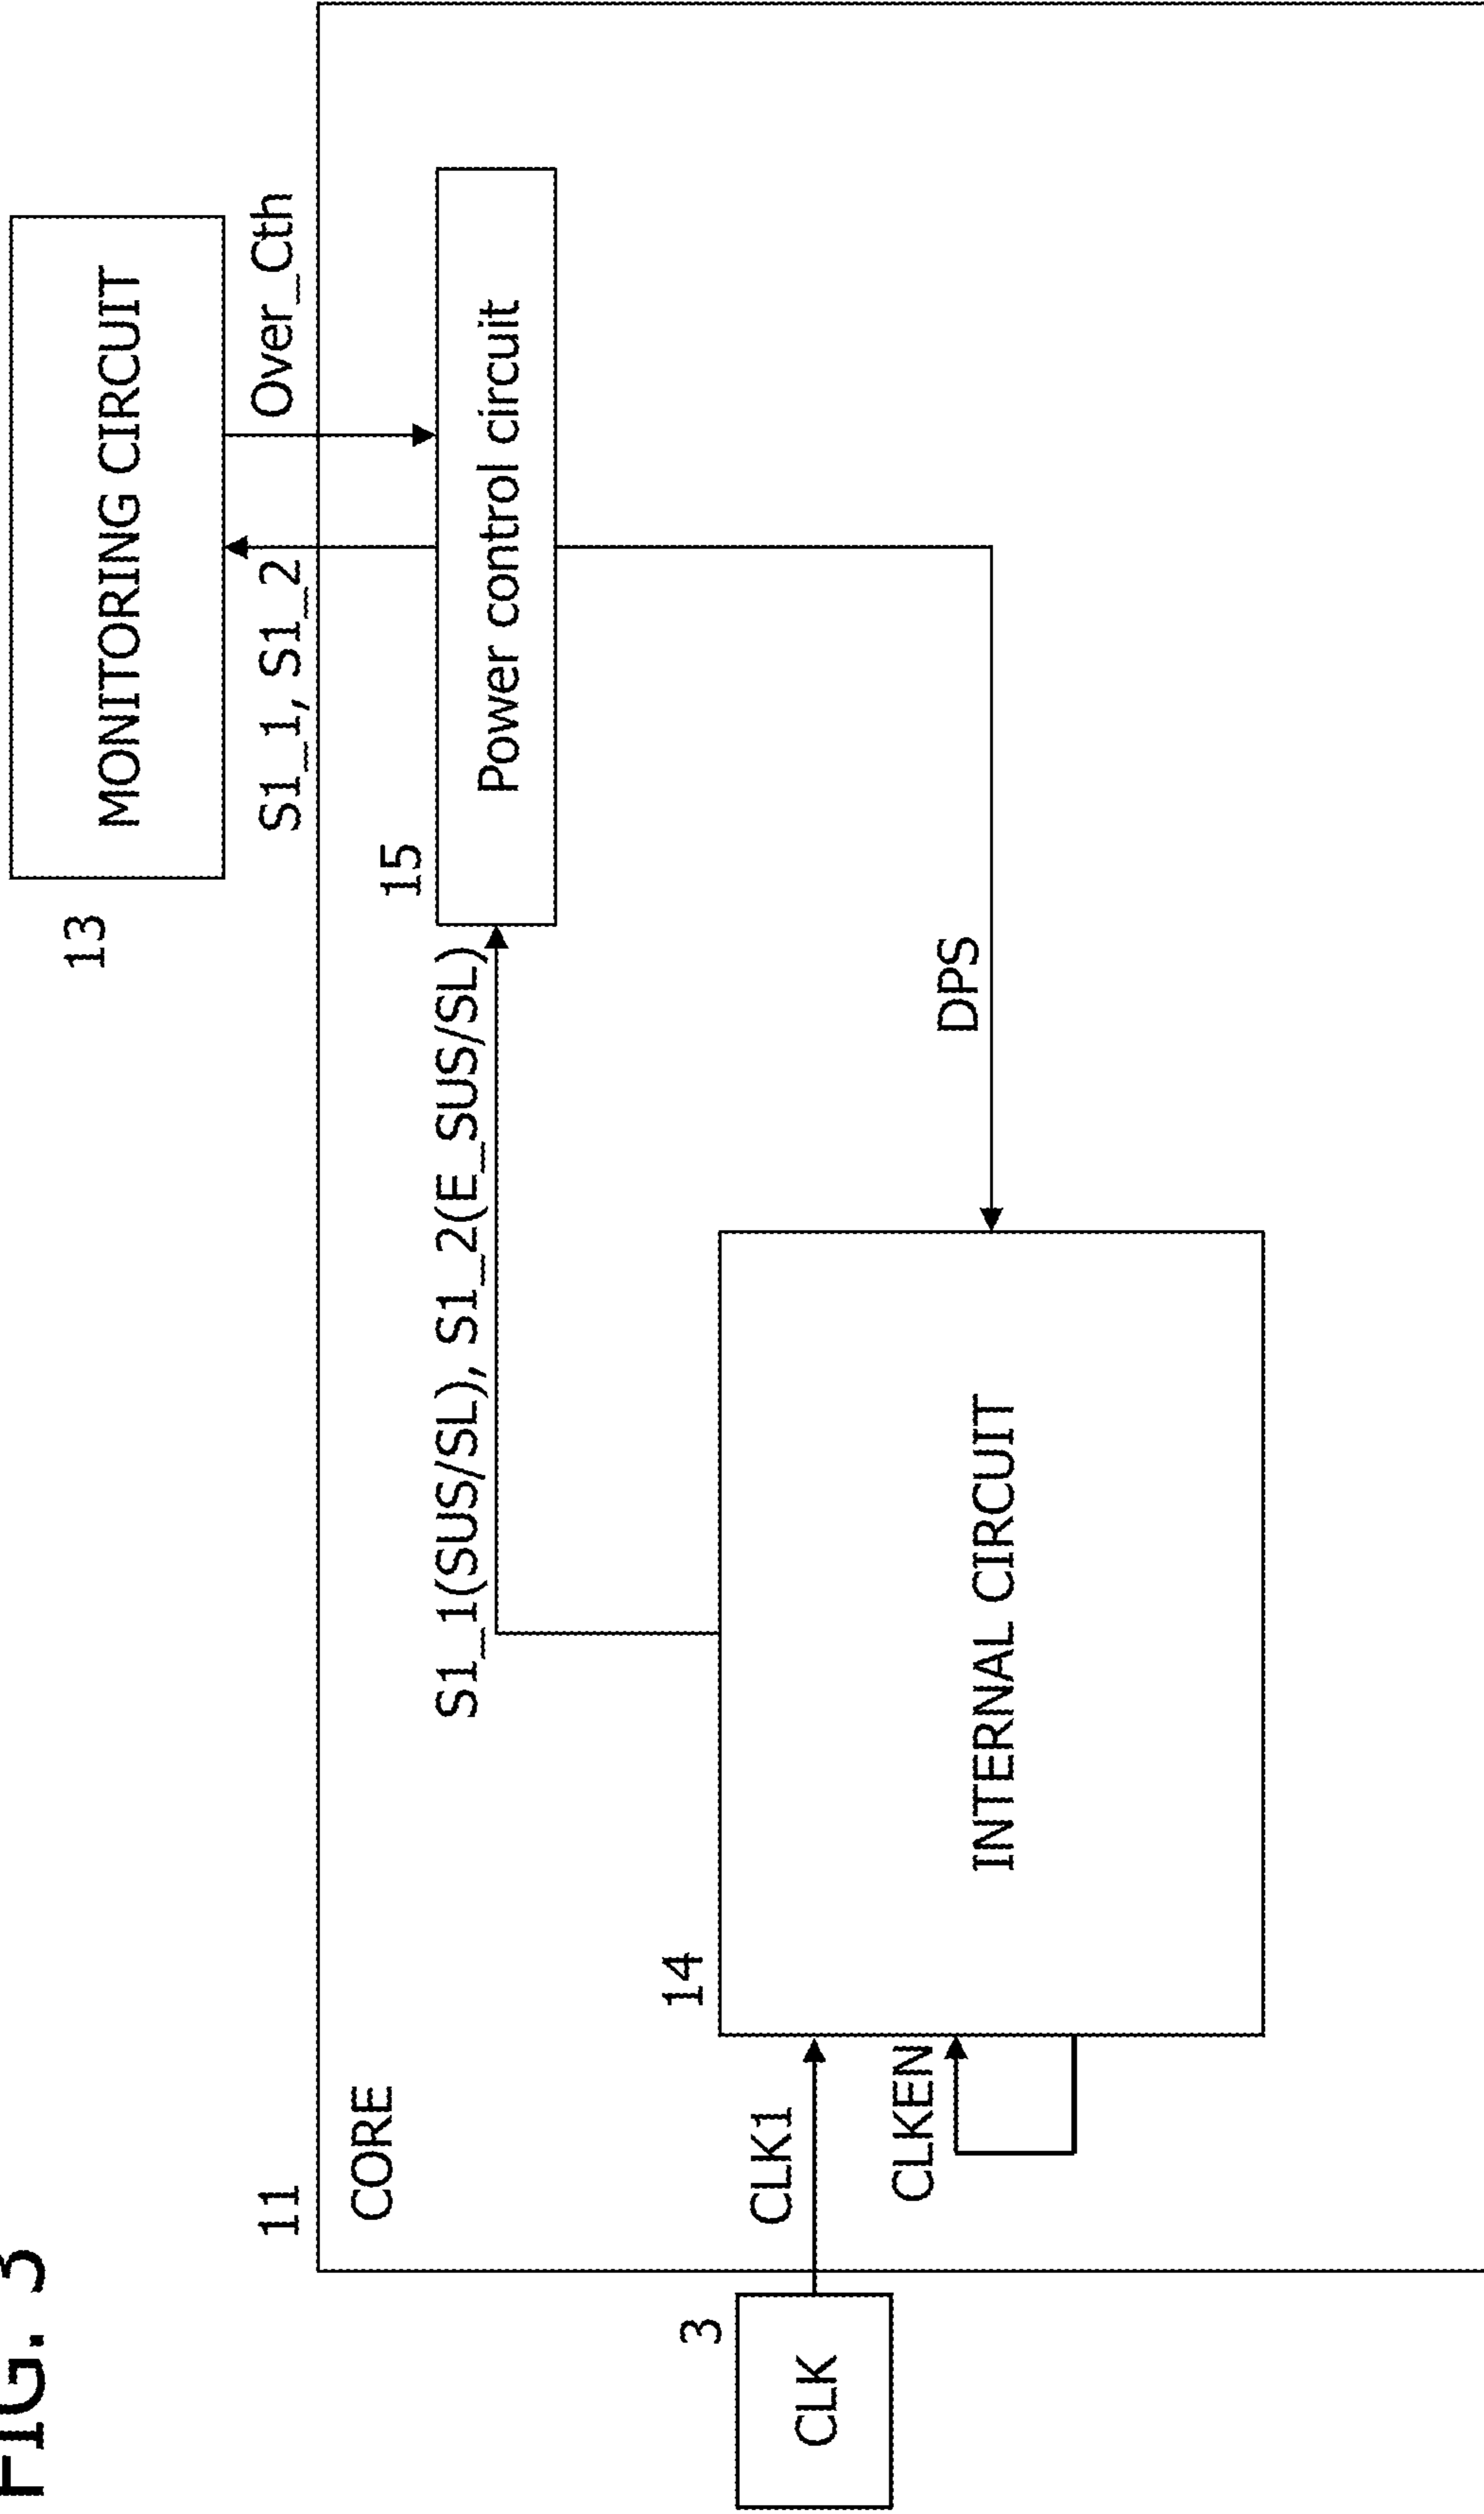 FIG. 3
13
MONITORING CIRCUIT
S1_1, S1_2
Over_Cth
11
CORE
15
S1_1(SUS/SL), S1_2(E_SUS/SL)
Power control circuit
14
3
CLK
CLK1
CLKEN
INTERNAL CIRCUIT
DPS